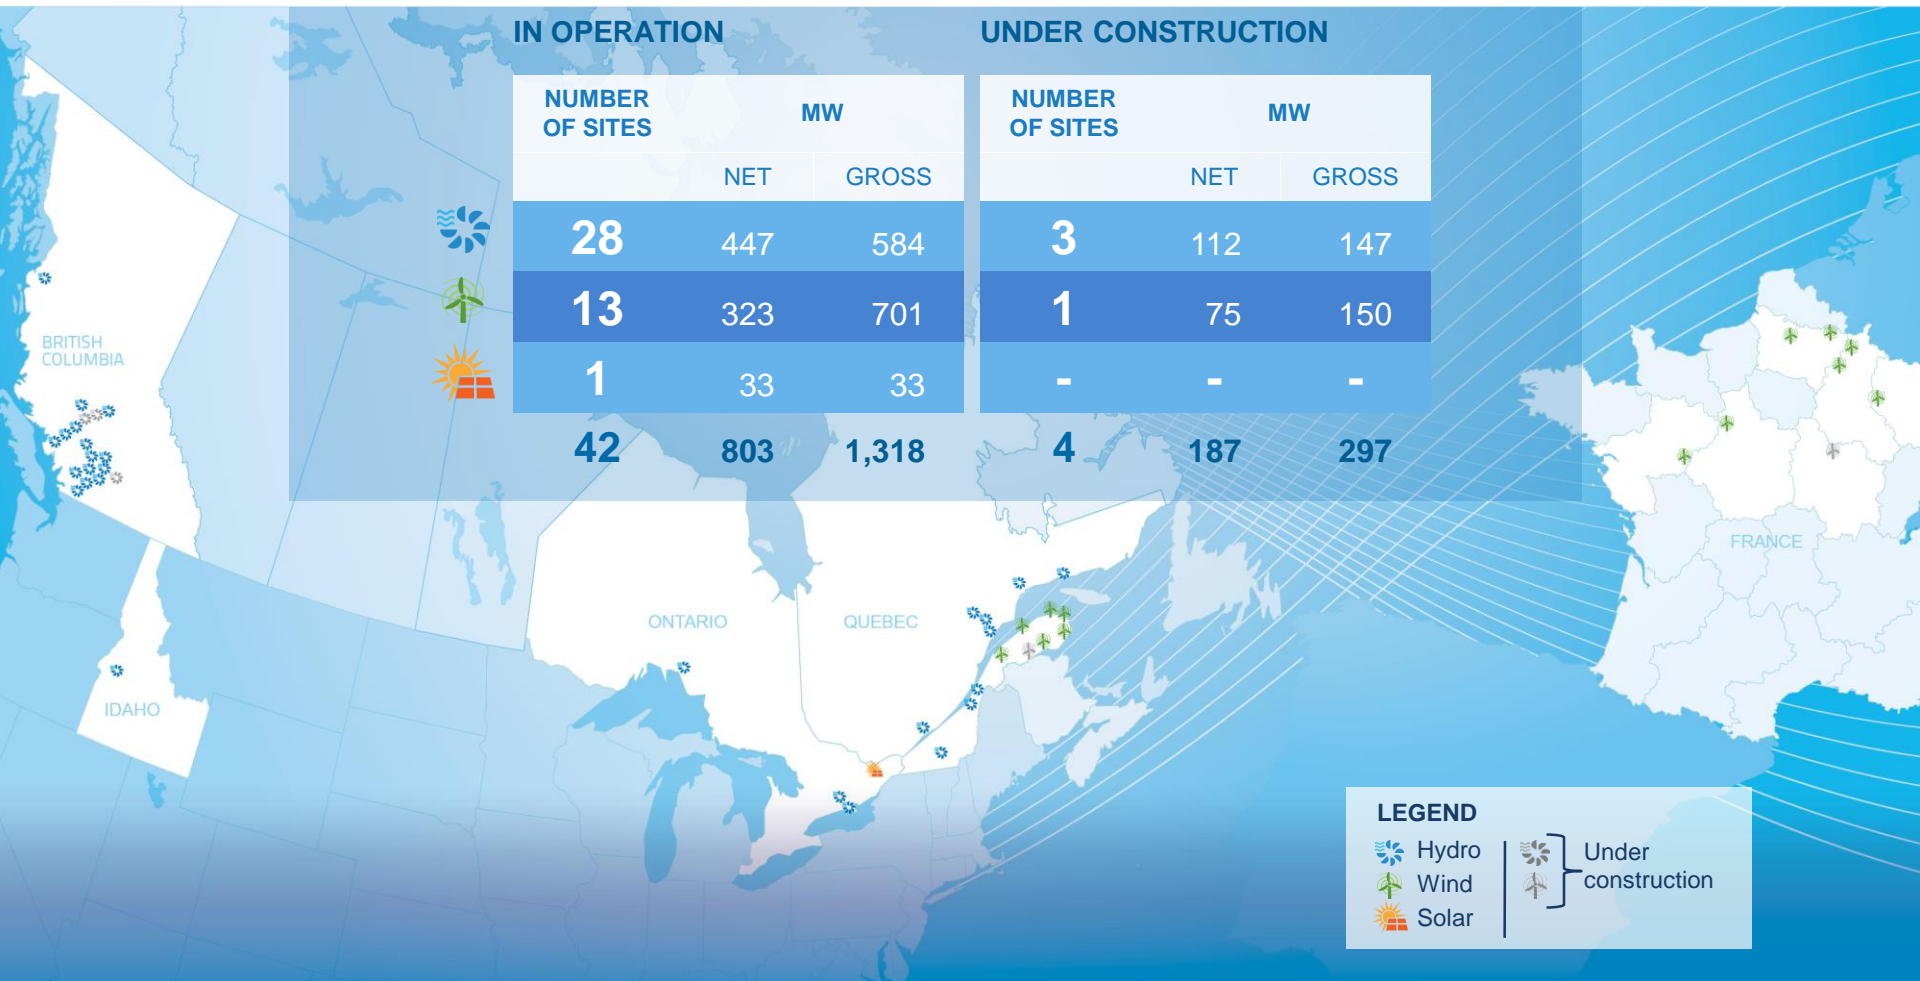 IN OPERATION
UNDER CONSTRUCTION
NUMBER
OF SITES
MW
NUMBER
OF SITES
MW
NET GROSS
NET GROSS
28 447 584
3 112 147
13 323 701
1 75 150
1 33 33
- - -
42 803 1,318
4 187 297
BRITISH
COLUMBIA
IDAHO
ONTARIO
QUEBEC
FRANCE
LEGEND
Hydro
Wind
Solar
Under
construction